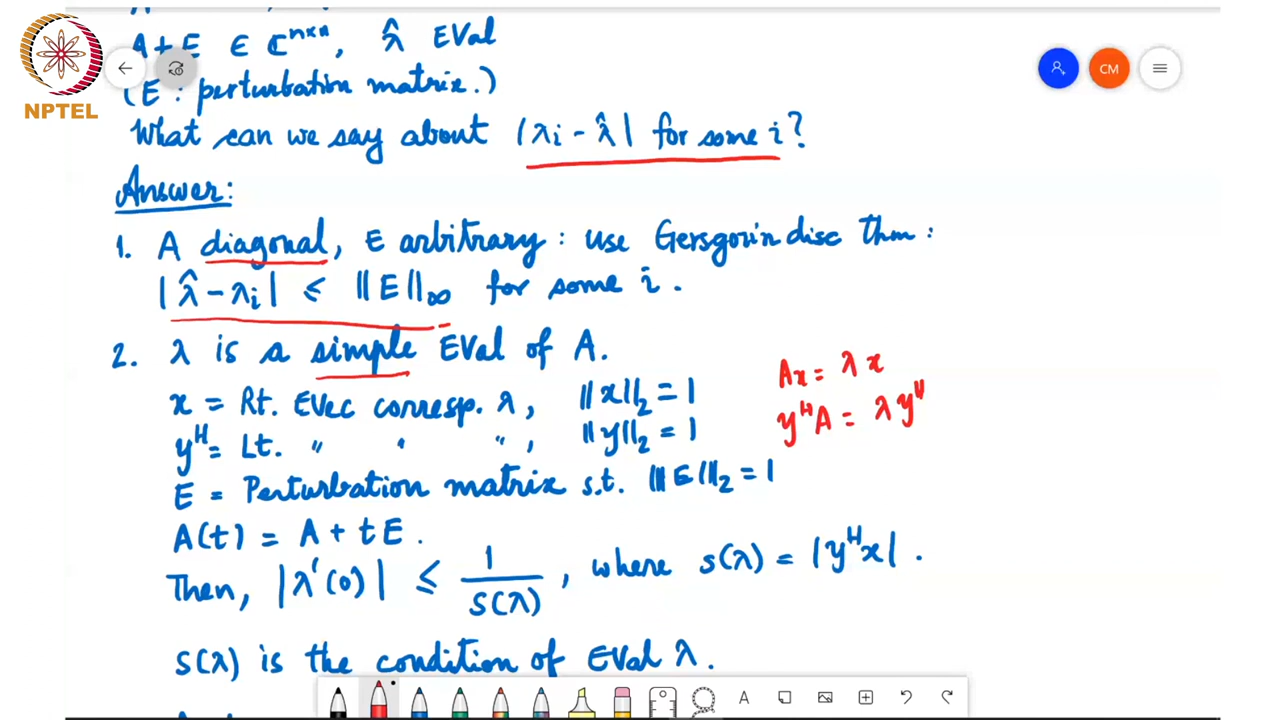 A+E ∈ ℂⁿˣⁿ, λ̂ EVal
NPTEL
CM
(E : perturbation matrix.)
What can we say about |λᵢ - λ̂| for some i?
Answer:
1. A diagonal, E arbitrary : use Gersgorin disc thm :
|λ̂ - λᵢ| ≤ |||E|||∞ for some i.
2. λ is a simple EVal of A.
x = Rt. EVec corresp. λ, ||x||₂ = 1
Ax = λx
yᴴ = Lt. " " ", ||y||₂ = 1
yᴴA = λyᴴ
E = Perturbation matrix s.t. |||E|||₂ = 1
A(t) = A + tE.
Then, |λ'(0)| ≤ 1/S(λ), where s(λ) = |yᴴx|.
s(λ) is the condition of EVal λ.
A